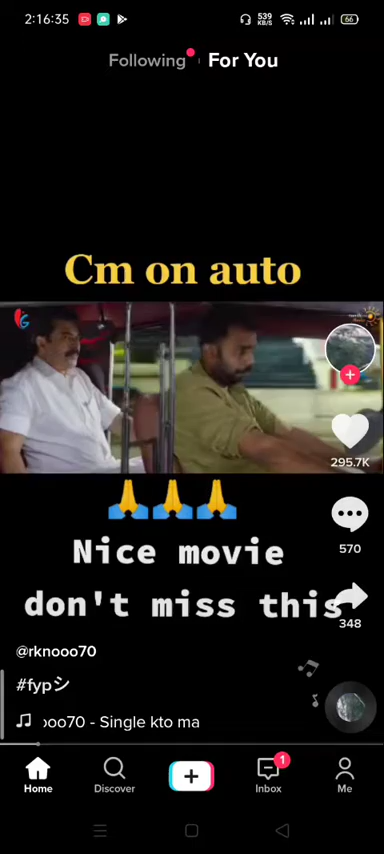 2:16:35
539
KB/S
66
Following
For You
Cm on auto
🙏🙏🙏
Nice movie
don't miss this
295.7K
570
348
@rknooo70
#fypシ
ooo70 - Single kto ma
1
Home
Discover
Inbox
Me